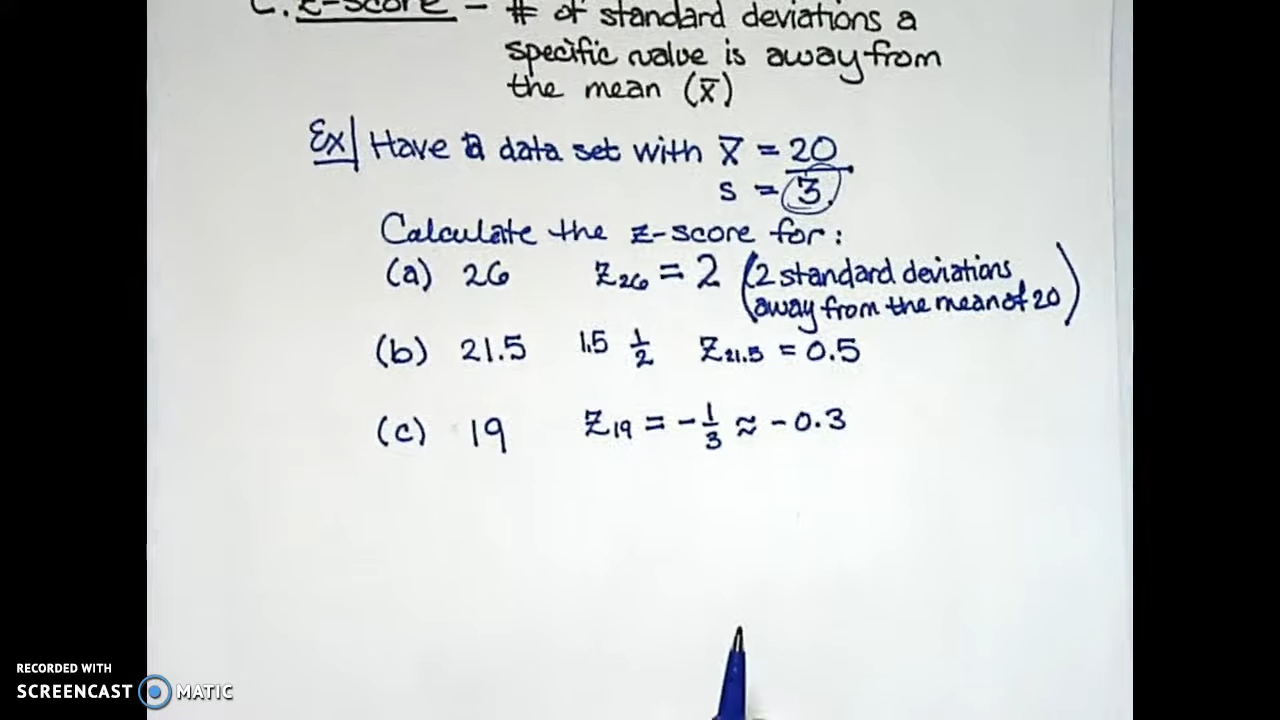 C. z-score - # of standard deviations a
specific value is away from
the mean (x̄)
Ex| Have a data set with x̄ = 20
s = 3
Calculate the z-score for:
(a) 26 z₂₆ = 2 (2 standard deviations
away from the mean of 20)
(b) 21.5 1.5 1/2 z₂₁.₅ = 0.5
(c) 19 z₁₉ = -1/3 ≈ -0.3
RECORDED WITH
SCREENCAST MATIC